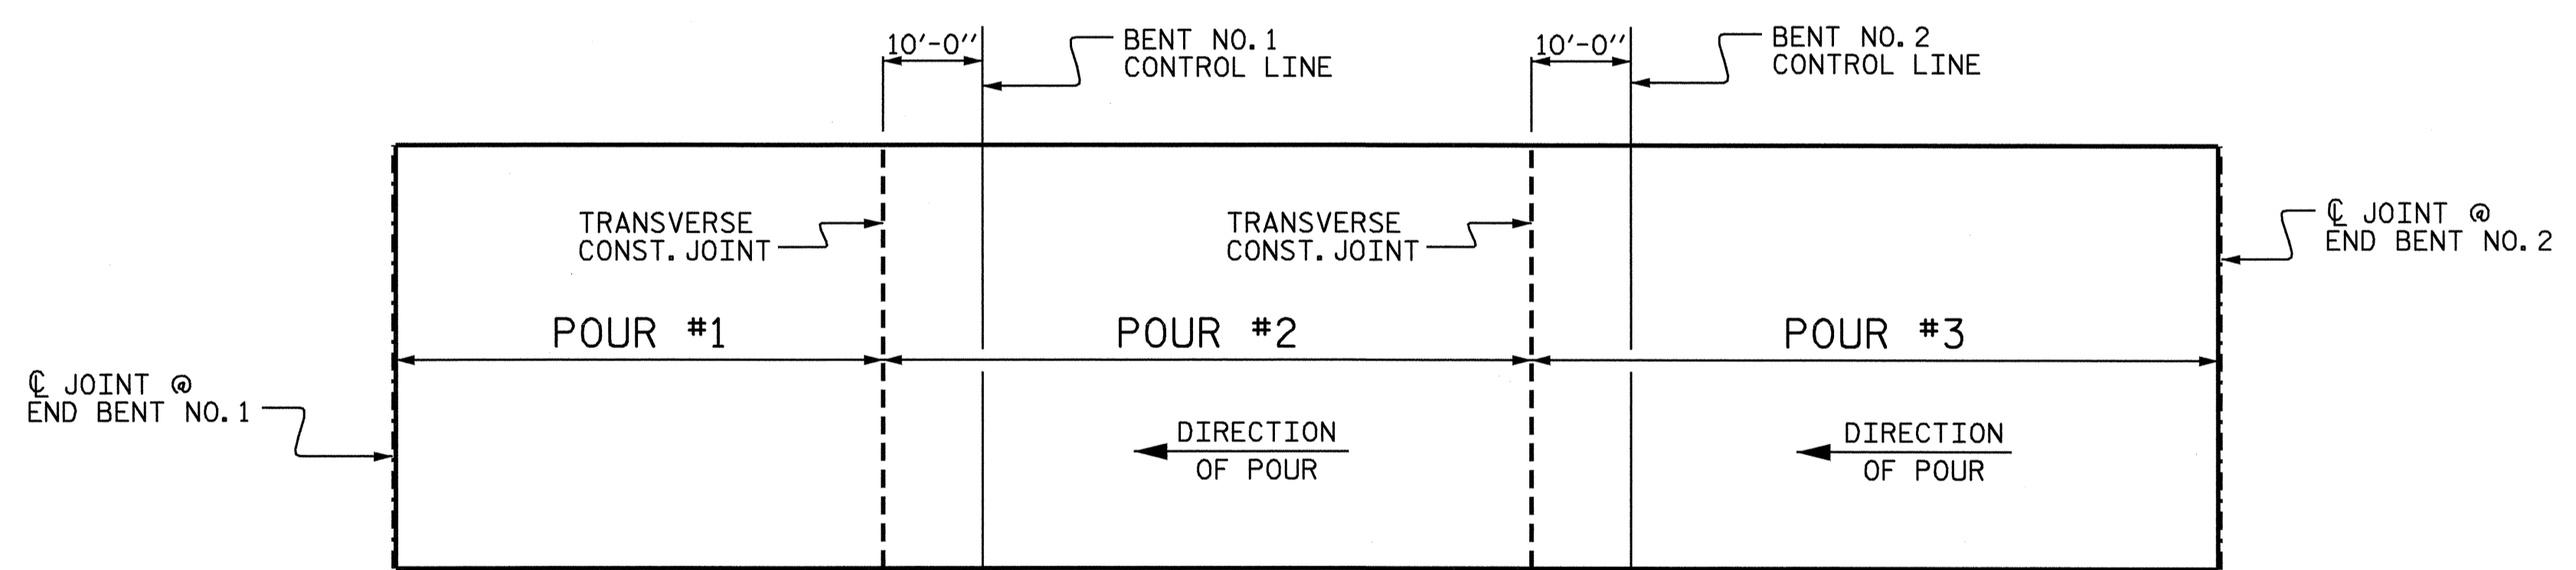 10'-0"
BENT NO. 1
CONTROL LINE
10'-0"
BENT NO. 2
CONTROL LINE
TRANSVERSE
CONST. JOINT
TRANSVERSE
CONST. JOINT
℄ JOINT @
END BENT NO. 2
POUR #1
POUR #2
POUR #3
℄ JOINT @
END BENT NO. 1
DIRECTION
OF POUR
DIRECTION
OF POUR